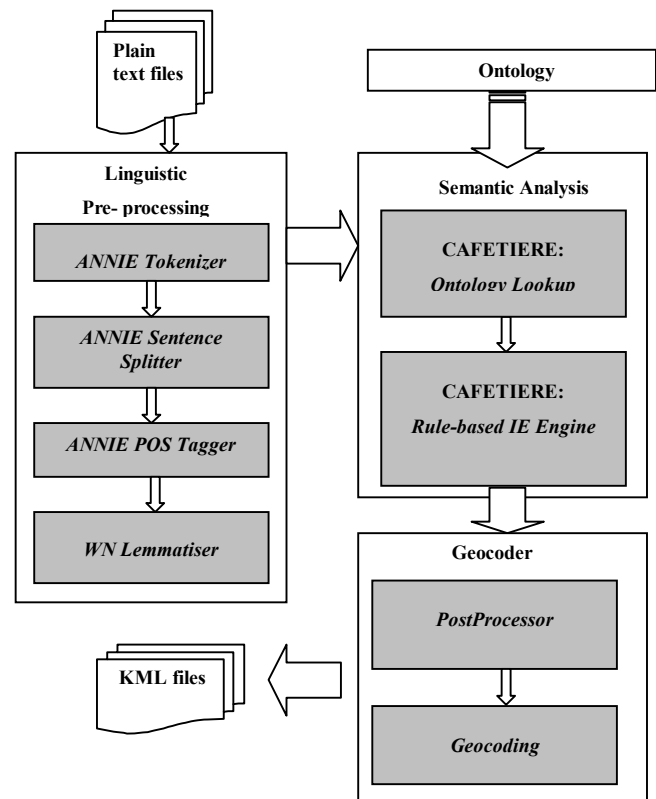 Plain
text files
Ontology
Linguistic
Pre- processing
ANNIE Tokenizer
ANNIE Sentence
Splitter
ANNIE POS Tagger
WN Lemmatiser
Semantic Analysis
CAFETIERE:
Ontology Lookup
CAFETIERE:
Rule-based IE Engine
Geocoder
PostProcessor
Geocoding
KML files